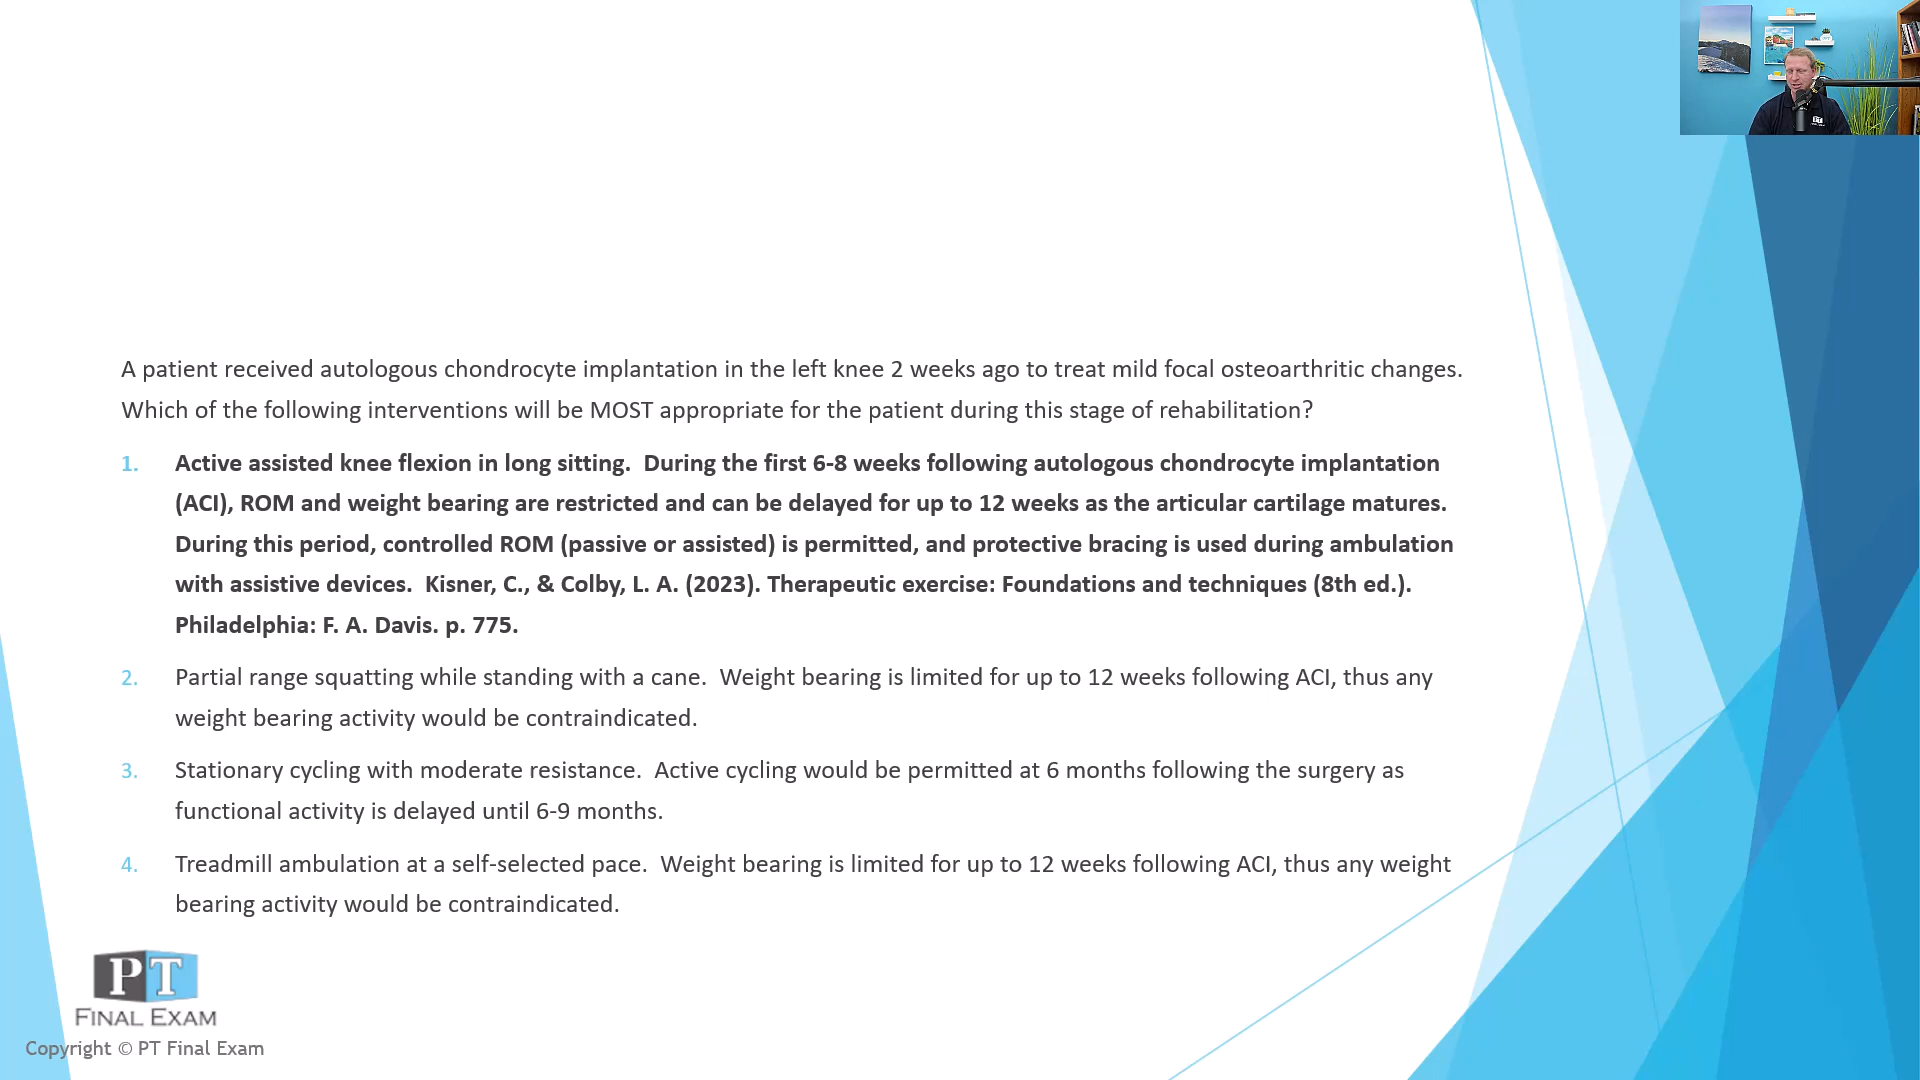 A patient received autologous chondrocyte implantation in the left knee 2 weeks ago to treat mild focal osteoarthritic changes.
Which of the following interventions will be MOST appropriate for the patient during this stage of rehabilitation?
1. Active assisted knee flexion in long sitting.  During the first 6-8 weeks following autologous chondrocyte implantation
(ACI), ROM and weight bearing are restricted and can be delayed for up to 12 weeks as the articular cartilage matures.
During this period, controlled ROM (passive or assisted) is permitted, and protective bracing is used during ambulation
with assistive devices.  Kisner, C., & Colby, L. A. (2023). Therapeutic exercise: Foundations and techniques (8th ed.).
Philadelphia: F. A. Davis. p. 775.
2. Partial range squatting while standing with a cane.  Weight bearing is limited for up to 12 weeks following ACI, thus any
weight bearing activity would be contraindicated.
3. Stationary cycling with moderate resistance.  Active cycling would be permitted at 6 months following the surgery as
functional activity is delayed until 6-9 months.
4. Treadmill ambulation at a self-selected pace.  Weight bearing is limited for up to 12 weeks following ACI, thus any weight
bearing activity would be contraindicated.
PT
FINAL EXAM
Copyright © PT Final Exam